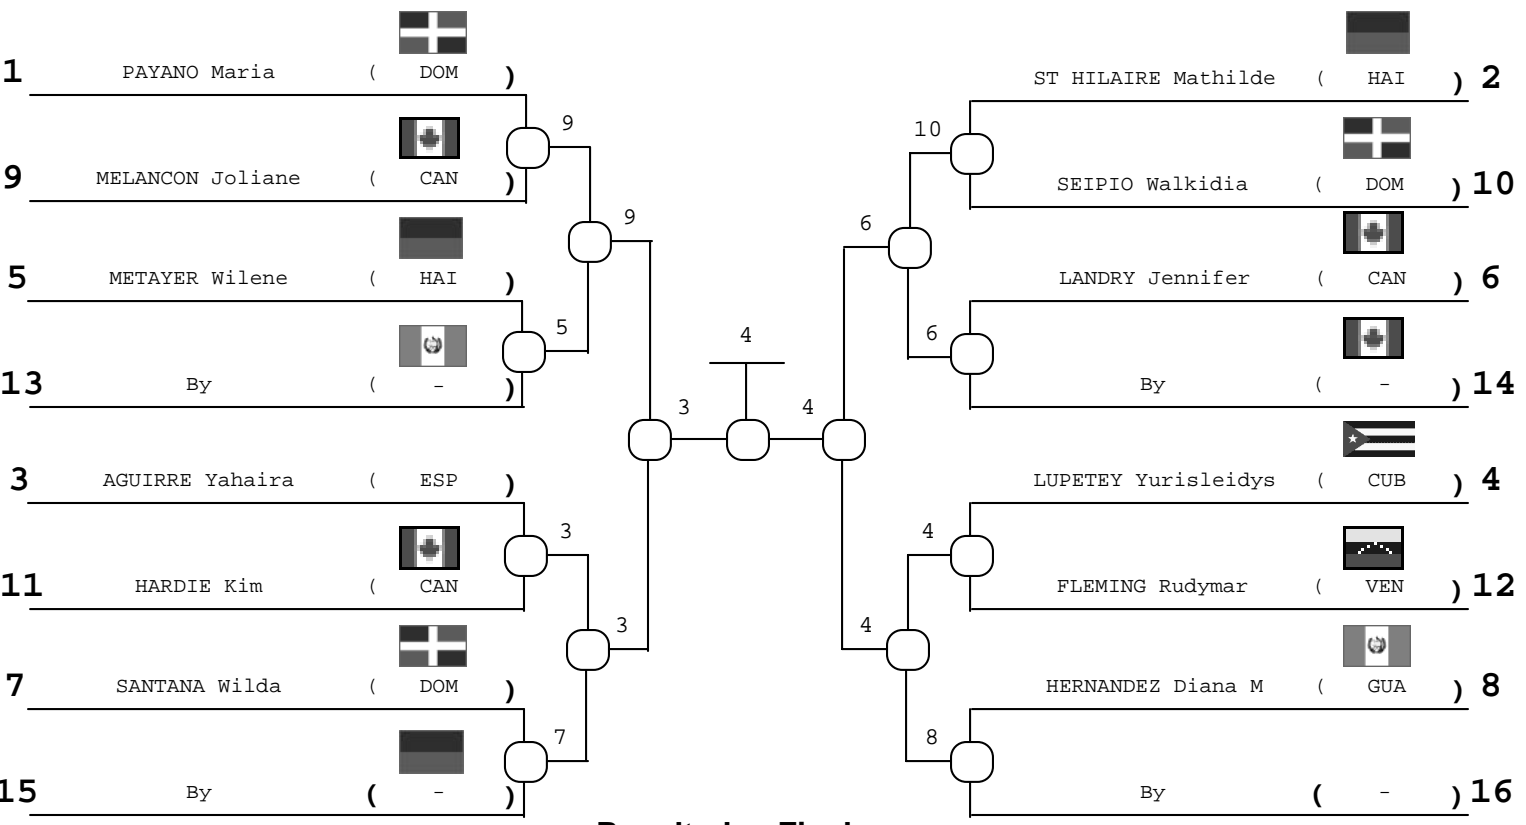 1 PAYANO Maria ( DOM )
9
9 MELANCON Joliane ( CAN )
9
5 METAYER Wilene ( HAI )
5
13 By ( - )
3
3 AGUIRRE Yahaira ( ESP )
3
11 HARDIE Kim ( CAN )
3
7 SANTANA Wilda ( DOM )
7
15 By ( - )
4
ST HILAIRE Mathilde ( HAI ) 2
10
SEIPIO Walkidia ( DOM ) 10
6
LANDRY Jennifer ( CAN ) 6
6
By ( - ) 14
4
LUPETEY Yurisleidys ( CUB ) 4
4
FLEMING Rudymar ( VEN ) 12
4
HERNANDEZ Diana M ( GUA ) 8
8
By ( - ) 16